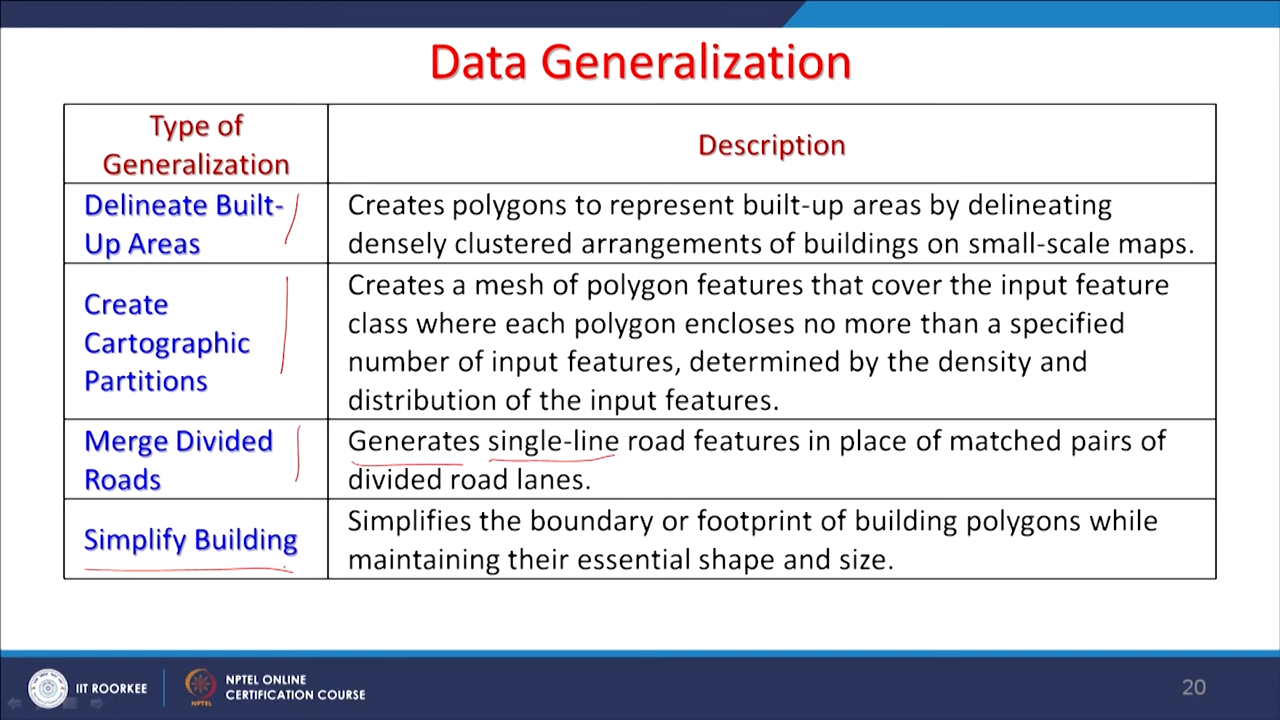 Data Generalization
Type of
Generalization
Description
Delineate Built-
Up Areas
Creates polygons to represent built-up areas by delineating
densely clustered arrangements of buildings on small-scale maps.
Create
Cartographic
Partitions
Creates a mesh of polygon features that cover the input feature
class where each polygon encloses no more than a specified
number of input features, determined by the density and
distribution of the input features.
Merge Divided
Roads
Generates single-line road features in place of matched pairs of
divided road lanes.
Simplify Building
Simplifies the boundary or footprint of building polygons while
maintaining their essential shape and size.
IIT ROORKEE
NPTEL
NPTEL ONLINE
CERTIFICATION COURSE
20